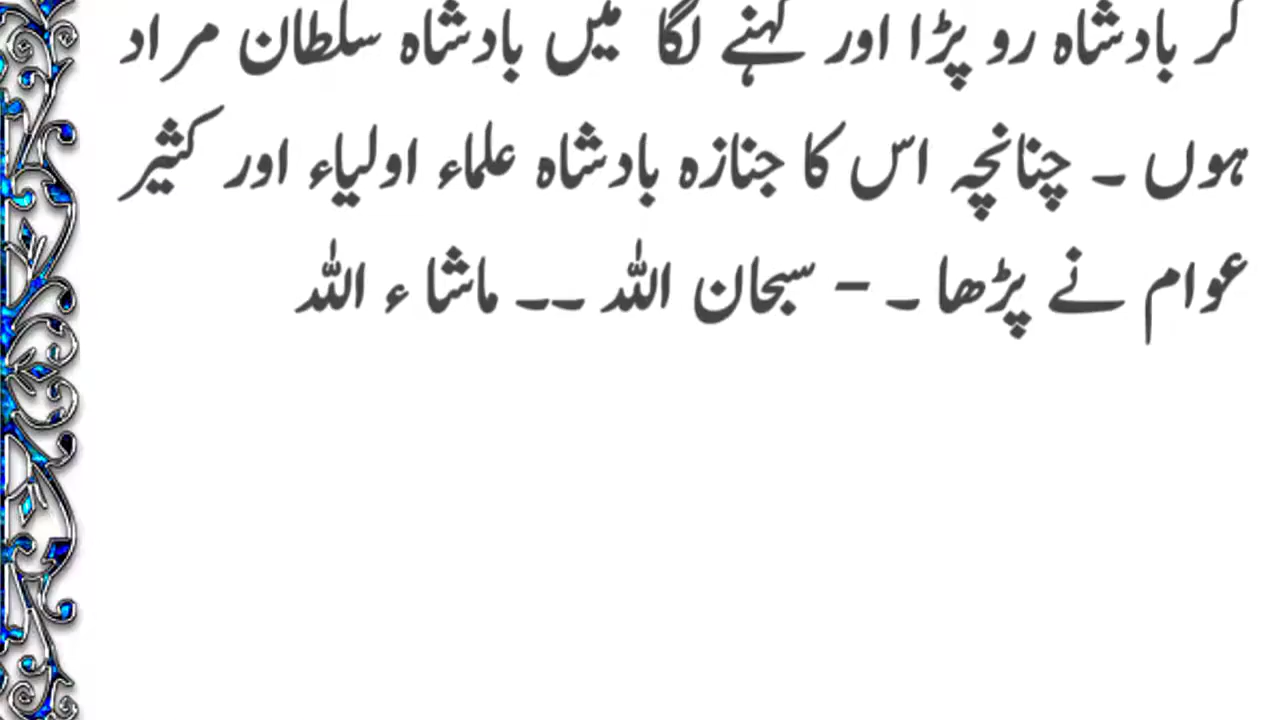 کر بادشاہ رو پڑا اور کہنے لگا میں بادشاہ سلطان مراد
ہوں ۔ چنانچہ اس کا جنازہ بادشاہ علماء اولیاء اور کثیر
عوام نے پڑھا ۔ – سبحان اللہ ۔۔ ماشا ء اللہ